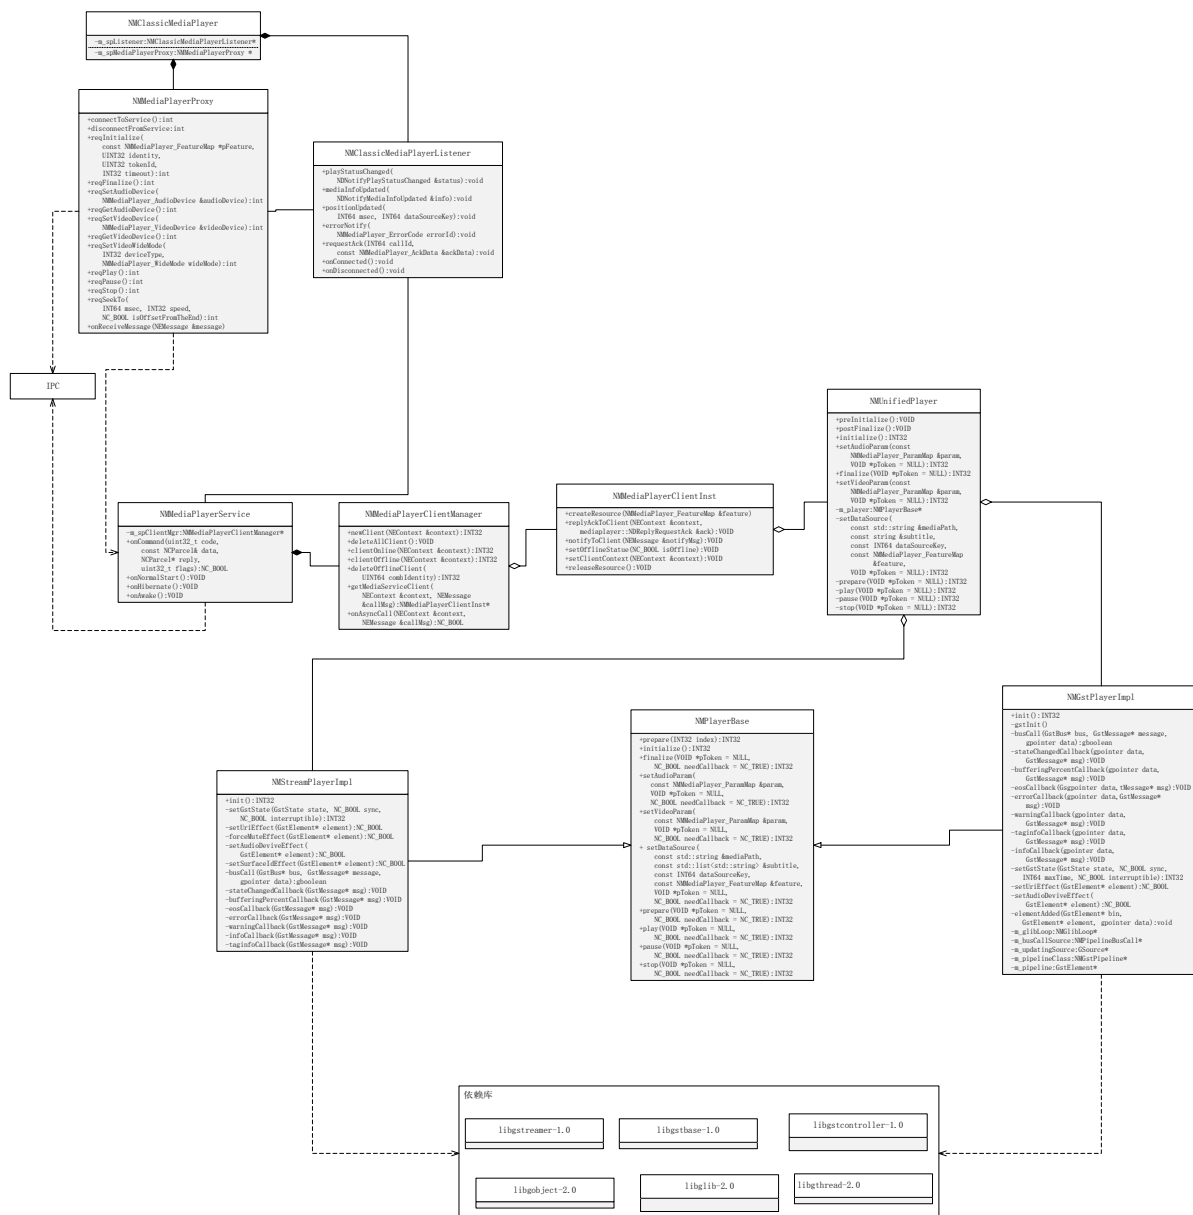 NMClassicMediaPlayer
-m_spListener:NMClassicMediaPlayerListener*
-m_spMediaPlayerProxy:NMMediaPlayerProxy *
NMMediaPlayerProxy
+connectToService():int
+disconnectFromService:int
+reqInitialize(
const NMMediaPlayer_FeatureMap *pFeature,
UINT32 identity,
UINT32 tokenId,
INT32 timeout):int
+reqFinalize():int
+reqSetAudioDevice(
NMMediaPlayer_AudioDevice &audioDevice):int
+reqGetAudioDevice():int
+reqSetVideoDevice(
NMMediaPlayer_VideoDevice &videoDevice):int
+reqGetVideoDevice():int
+reqSetVideoWideMode(
INT32 deviceType,
NMMediaPlayer_WideMode wideMode):int
+reqPlay():int
+reqPause():int
+reqStop():int
+reqSeekTo(
INT64 msec, INT32 speed,
NC_BOOL isOffsetFromTheEnd):int
+onReceiveMessage(NEMessage &message)
NMClassicMediaPlayerListener
+playStatusChanged(
NDNotifyPlayStatusChanged &status):void
+mediaInfoUpdated(
NDNotifyMediaInfoUpdated &info):void
+positionUpdated(
INT64 msec, INT64 dataSourceKey):void
+errorNotify(
NMMediaPlayer_ErrorCode errorId):void
+requestAck(INT64 callId,
const NMMediaPlayer_AckData &ackData):void
+onConnected():void
+onDisconnected():void
IPC
NMUnifiedPlayer
+preInitialize():VOID
+postFinalize():VOID
+initialize():INT32
+setAudioParam(const
NMMediaPlayer_ParamMap &param,
VOID *pToken = NULL):INT32
+finalize(VOID *pToken = NULL):INT32
+setVideoParam(const
NMMediaPlayer_ParamMap &param,
VOID *pToken = NULL):INT32
-m_player:NMPlayerBase*
-setDataSource(
const std::string &mediaPath,
const string &subtitle,
const INT64 dataSourceKey,
const NMMediaPlayer_FeatureMap
&feature,
VOID *pToken = NULL):INT32
-prepare(VOID *pToken = NULL):INT32
-play(VOID *pToken = NULL):INT32
-pause(VOID *pToken = NULL):INT32
-stop(VOID *pToken = NULL):INT32
NMMediaPlayerService
-m_spClientMgr:NMMediaPlayerClientManager*
+onCommand(uint32_t code,
const NCParcel& data,
NCParcel* reply,
uint32_t flags):NC_BOOL
+onNormalStart():VOID
+onHibernate():VOID
+onAwake():VOID
NMMediaPlayerClientManager
+newClient(NEContext &context):INT32
+deleteAllClient():VOID
+clientOnline(NEContext &context):INT32
+clientOffline(NEContext &context):INT32
+deleteOfflineClient(
UINT64 combIdentity):INT32
+getMediaServiceClient(
NEContext &context, NEMessage
&callMsg):NMMediaPlayerClientInst*
+onAsyncCall(NEContext &context,
NEMessage &callMsg):NC_BOOL
NMMediaPlayerClientInst
+createResource(NMMediaPlayer_FeatureMap &feature)
+replyAckToClient(NEContext &context,
mediaplayer::NDReplyRequestAck &ack):VOID
+notifyToClient(NEMessage &notifyMsg):VOID
+setOfflineStatue(NC_BOOL isOffline):VOID
+setClientContext(NEContext &context):VOID
+releaseResource():VOID
NMStreamPlayerImpl
+init():INT32
-setGstState(GstState state, NC_BOOL sync,
NC_BOOL interruptible):INT32
-setUriEffect(GstElement* element):NC_BOOL
-forceMuteEffect(GstElement* element):NC_BOOL
-setAudioDeviveEffect(
GstElement* element):NC_BOOL
-setSurfaceIdEffect(GstElement* element):NC_BOOL
-busCall(GstBus* bus, GstMessage* message,
gpointer data):gboolean
-stateChangedCallback(GstMessage* msg):VOID
-bufferingPercentCallback(GstMessage* msg):VOID
-eosCallback(GstMessage* msg):VOID
-errorCallback(GstMessage* msg):VOID
-warningCallback(GstMessage* msg):VOID
-infoCallback(GstMessage* msg):VOID
-taginfoCallback(GstMessage* msg):VOID
NMPlayerBase
+prepare(INT32 index):INT32
+initialize():INT32
+finalize(VOID *pToken = NULL,
NC_BOOL needCallback = NC_TRUE):INT32
+setAudioParam(
const NMMediaPlayer_ParamMap &param,
VOID *pToken = NULL,
NC_BOOL needCallback = NC_TRUE):INT32
+setVideoParam(
const NMMediaPlayer_ParamMap &param,
VOID *pToken = NULL,
NC_BOOL needCallback = NC_TRUE):INT32
+ setDataSource(
const std::string &mediaPath,
const std::list<std::string> &subtitle,
const INT64 dataSourceKey,
const NMMediaPlayer_FeatureMap &feature,
VOID *pToken = NULL,
NC_BOOL needCallback = NC_TRUE):INT32
+prepare(VOID *pToken = NULL,
NC_BOOL needCallback = NC_TRUE):INT32
+play(VOID *pToken = NULL,
NC_BOOL needCallback = NC_TRUE):INT32
+pause(VOID *pToken = NULL,
NC_BOOL needCallback = NC_TRUE):INT32
+stop(VOID *pToken = NULL,
NC_BOOL needCallback = NC_TRUE):INT32
NMGstPlayerImpl
+init():INT32
-gstInit()
-busCall(GstBus* bus, GstMessage* message,
gpointer data):gboolean
-stateChangedCallback(gpointer data,
GstMessage* msg):VOID
-bufferingPercentCallback(gpointer data,
GstMessage* msg):VOID
-eosCallback(Gsgpointer data,tMessage* msg):VOID
-errorCallback(gpointer data,GstMessage*
msg):VOID
-warningCallback(gpointer data,
GstMessage* msg):VOID
-taginfoCallback(gpointer data,
GstMessage* msg):VOID
-infoCallback(gpointer data,
GstMessage* msg):VOID
-setGstState(GstState state, NC_BOOL sync,
INT64 maxTime, NC_BOOL interruptible):INT32
-setUriEffect(GstElement* element):NC_BOOL
-setAudioDeviveEffect(
GstElement* element):NC_BOOL
-elementAdded(GstElement* bin,
GstElement* element, gpointer data):void
-m_glibLoop:NMGlibLoop*
-m_busCallSource:NMPipelineBusCall*
-m_updatingSource:GSource*
-m_pipelineClass:NMGstPipeline*
-m_pipeline:GstElement*
依赖库
libgstreamer-1.0
libgstbase-1.0
libgstcontroller-1.0
libgobject-2.0
libglib-2.0
libgthread-2.0